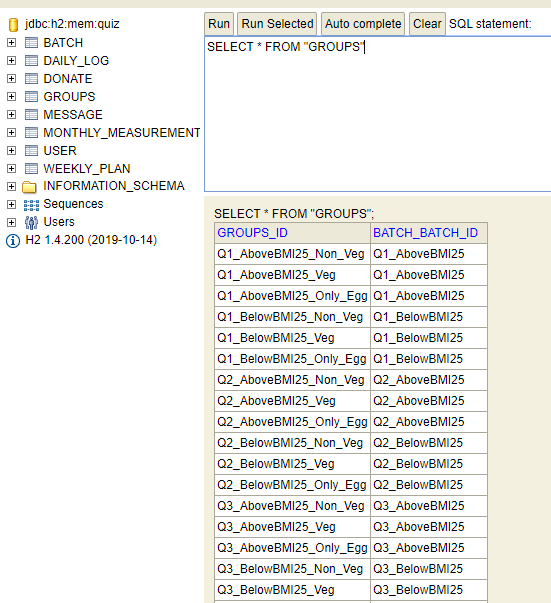 jdbc:h2:mem:quiz
BATCH
DAILY_LOG
DONATE
GROUPS
MESSAGE
MONTHLY_MEASUREMENT
USER
WEEKLY_PLAN
INFORMATION_SCHEMA
Sequences
Users
H2 1.4.200 (2019-10-14)
Run Run Selected Auto complete Clear SQL statement:
SELECT * FROM "GROUPS"
SELECT * FROM "GROUPS";
GROUPS_ID BATCH_BATCH_ID
Q1_AboveBMI25_Non_Veg Q1_AboveBMI25
Q1_AboveBMI25_Veg Q1_AboveBMI25
Q1_AboveBMI25_Only_Egg Q1_AboveBMI25
Q1_BelowBMI25_Non_Veg Q1_BelowBMI25
Q1_BelowBMI25_Veg Q1_BelowBMI25
Q1_BelowBMI25_Only_Egg Q1_BelowBMI25
Q2_AboveBMI25_Non_Veg Q2_AboveBMI25
Q2_AboveBMI25_Veg Q2_AboveBMI25
Q2_AboveBMI25_Only_Egg Q2_AboveBMI25
Q2_BelowBMI25_Non_Veg Q2_BelowBMI25
Q2_BelowBMI25_Veg Q2_BelowBMI25
Q2_BelowBMI25_Only_Egg Q2_BelowBMI25
Q3_AboveBMI25_Non_Veg Q3_AboveBMI25
Q3_AboveBMI25_Veg Q3_AboveBMI25
Q3_AboveBMI25_Only_Egg Q3_AboveBMI25
Q3_BelowBMI25_Non_Veg Q3_BelowBMI25
Q3_BelowBMI25_Veg Q3_BelowBMI25